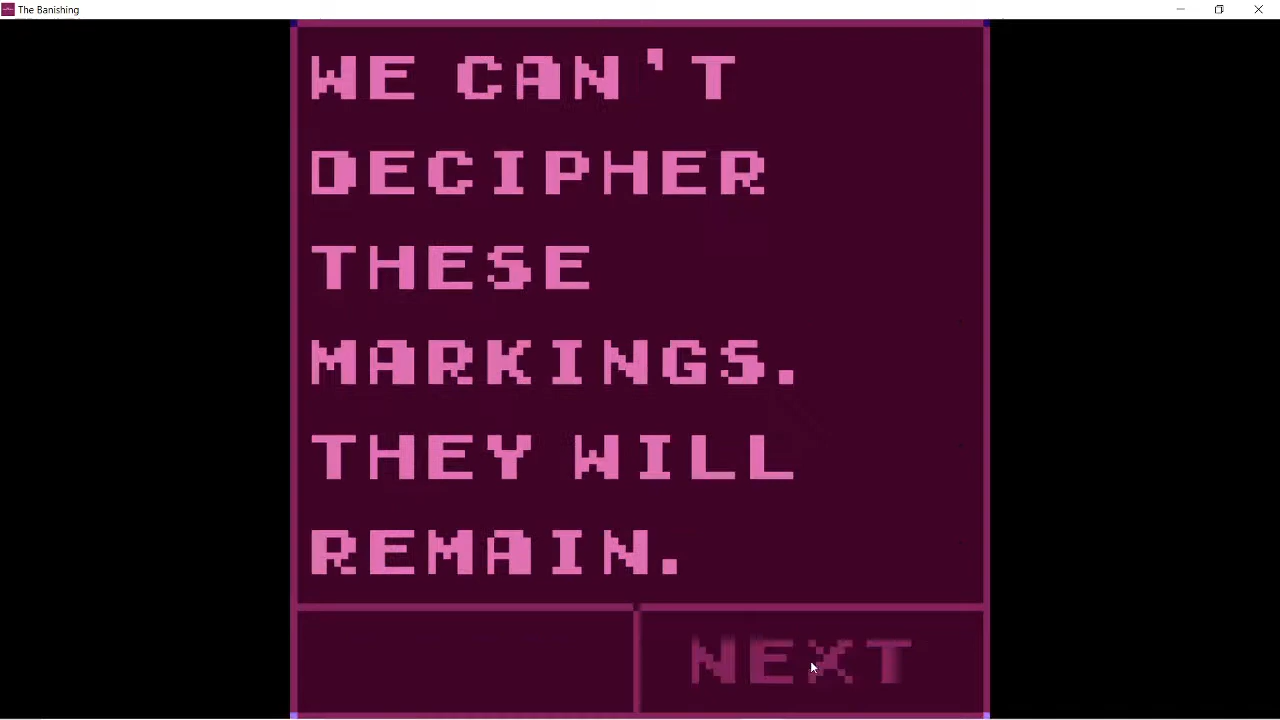 The Banishing
WE CAN'T
DECIPHER
THESE
MARKINGS.
THEY WILL
REMAIN.
NEXT